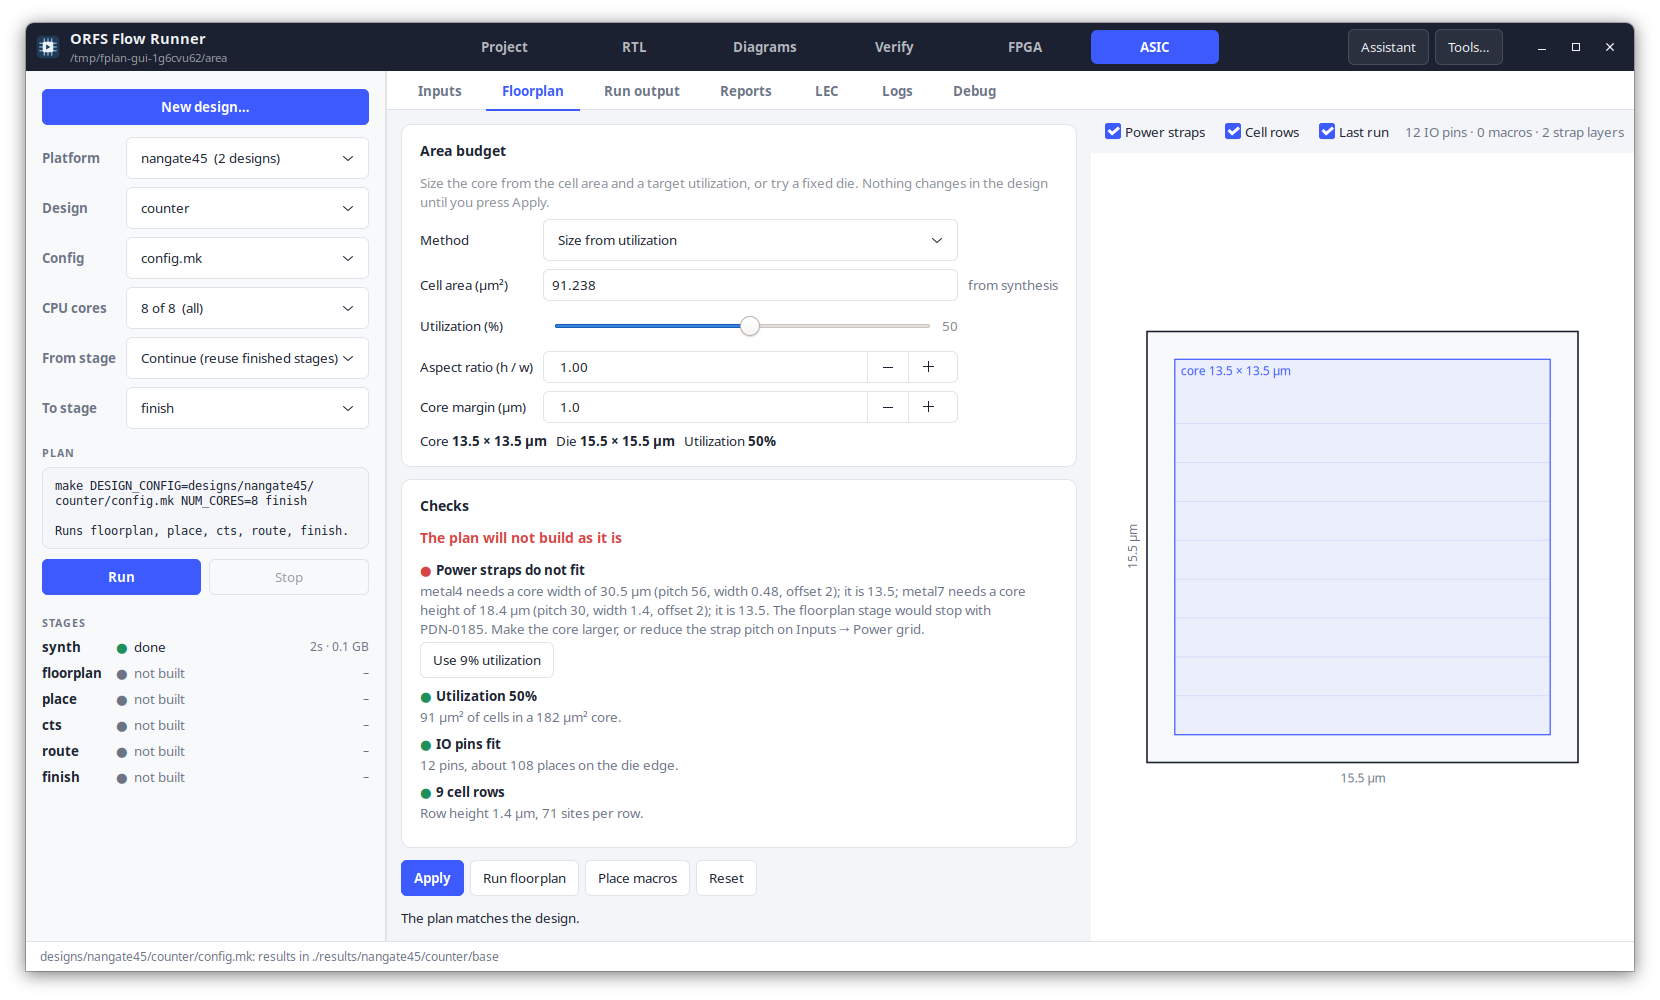 ORFS Flow Runner
/tmp/fplan-gui-1g6cvu62/area
Project
RTL
Diagrams
Verify
FPGA
ASIC
Assistant
Tools...
New design...
Platform
nangate45 (2 designs)
Design
counter
Config
config.mk
CPU cores
8 of 8 (all)
From stage
Continue (reuse finished stages)
To stage
finish
PLAN
make DESIGN_CONFIG=designs/nangate45/
counter/config.mk NUM_CORES=8 finish
Runs floorplan, place, cts, route, finish.
Run
Stop
STAGES
synth done 2s · 0.1 GB
floorplan not built –
place not built –
cts not built –
route not built –
finish not built –
Inputs
Floorplan
Run output
Reports
LEC
Logs
Debug
Area budget
Size the core from the cell area and a target utilization, or try a fixed die. Nothing changes in the design
until you press Apply.
Method
Size from utilization
Cell area (µm²)
91.238
from synthesis
Utilization (%)
50
Aspect ratio (h / w)
1.00
Core margin (µm)
1.0
Core 13.5 × 13.5 µm Die 15.5 × 15.5 µm Utilization 50%
Checks
The plan will not build as it is
Power straps do not fit
metal4 needs a core width of 30.5 µm (pitch 56, width 0.48, offset 2); it is 13.5; metal7 needs a core
height of 18.4 µm (pitch 30, width 1.4, offset 2); it is 13.5. The floorplan stage would stop with
PDN-0185. Make the core larger, or reduce the strap pitch on Inputs → Power grid.
Use 9% utilization
Utilization 50%
91 µm² of cells in a 182 µm² core.
IO pins fit
12 pins, about 108 places on the die edge.
9 cell rows
Row height 1.4 µm, 71 sites per row.
Apply
Run floorplan
Place macros
Reset
The plan matches the design.
Power straps
Cell rows
Last run
12 IO pins · 0 macros · 2 strap layers
core 13.5 × 13.5 µm
15.5 µm
15.5 µm
designs/nangate45/counter/config.mk: results in ./results/nangate45/counter/base